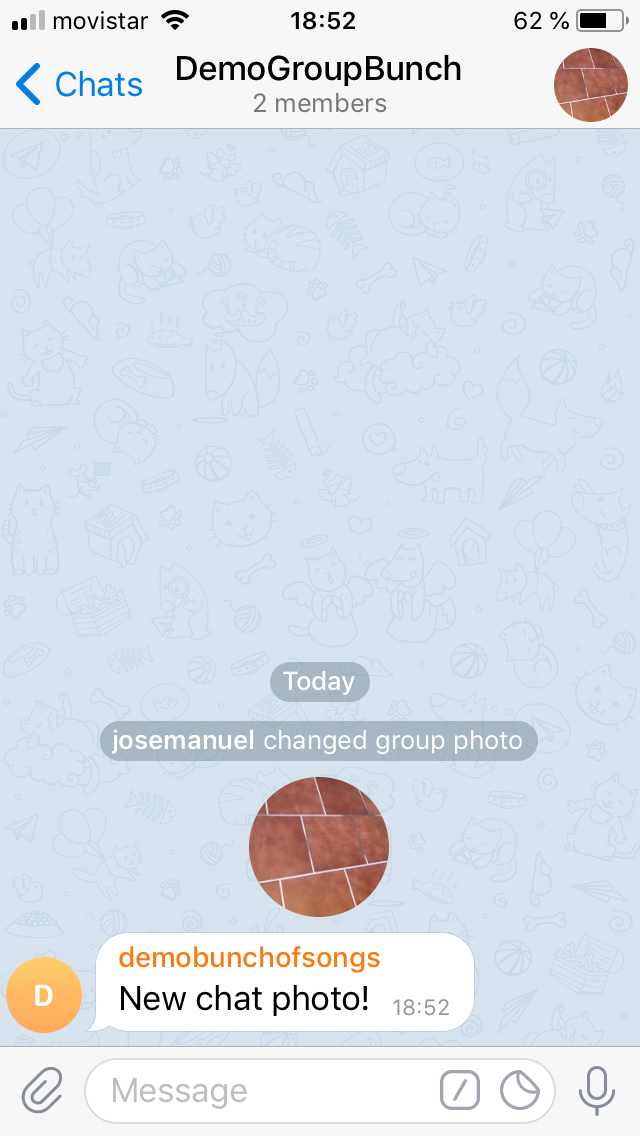 movistar 18:52 62 %
Chats DemoGroupBunch
2 members
Today
josemanuel changed group photo
demobunchofsongs
D
New chat photo! 18:52
Message